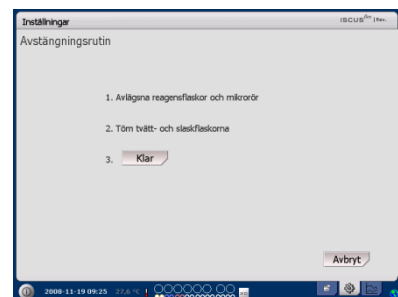 Inställningar
ISCUSflex
Avstängningsrutin
1. Avlägsna reagensflaskor och mikrorör
2. Töm tvätt- och slaskflaskorna
3. Klar
Avbryt
2008-11-19 09:25 27,6 °C